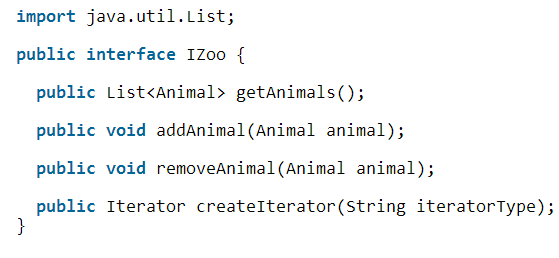 import java.util.List;
public interface IZoo {
public List<Animal> getAnimals();
public void addAnimal(Animal animal);
public void removeAnimal(Animal animal);
public Iterator createIterator(String iteratorType);
}